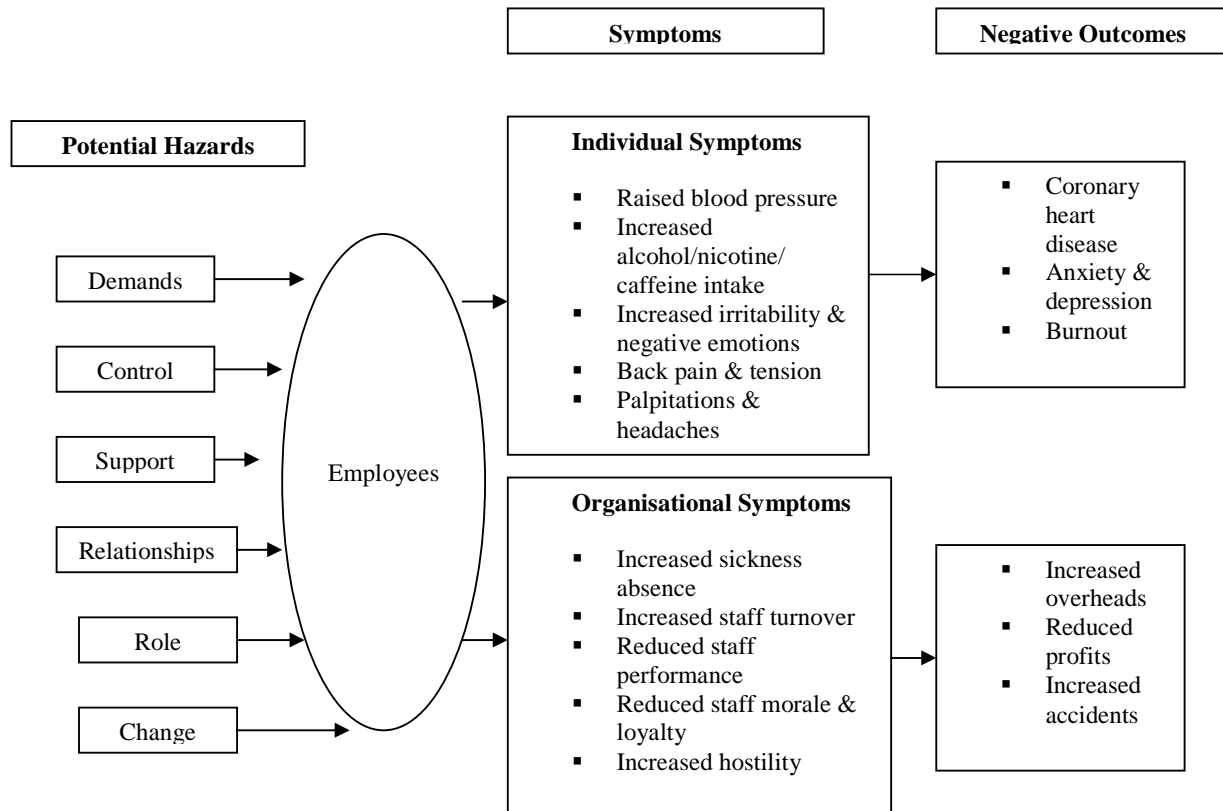 Symptoms
Negative Outcomes
Potential Hazards
Demands
Control
Support
Relationships
Role
Change
Employees
Individual Symptoms
▪ Raised blood pressure
▪ Increased
alcohol/nicotine/
caffeine intake
▪ Increased irritability &
negative emotions
▪ Back pain & tension
▪ Palpitations &
headaches
Organisational Symptoms
▪ Increased sickness
absence
▪ Increased staff turnover
▪ Reduced staff
performance
▪ Reduced staff morale &
loyalty
▪ Increased hostility
▪ Coronary
heart
disease
▪ Anxiety &
depression
▪ Burnout
▪ Increased
overheads
▪ Reduced
profits
▪ Increased
accidents